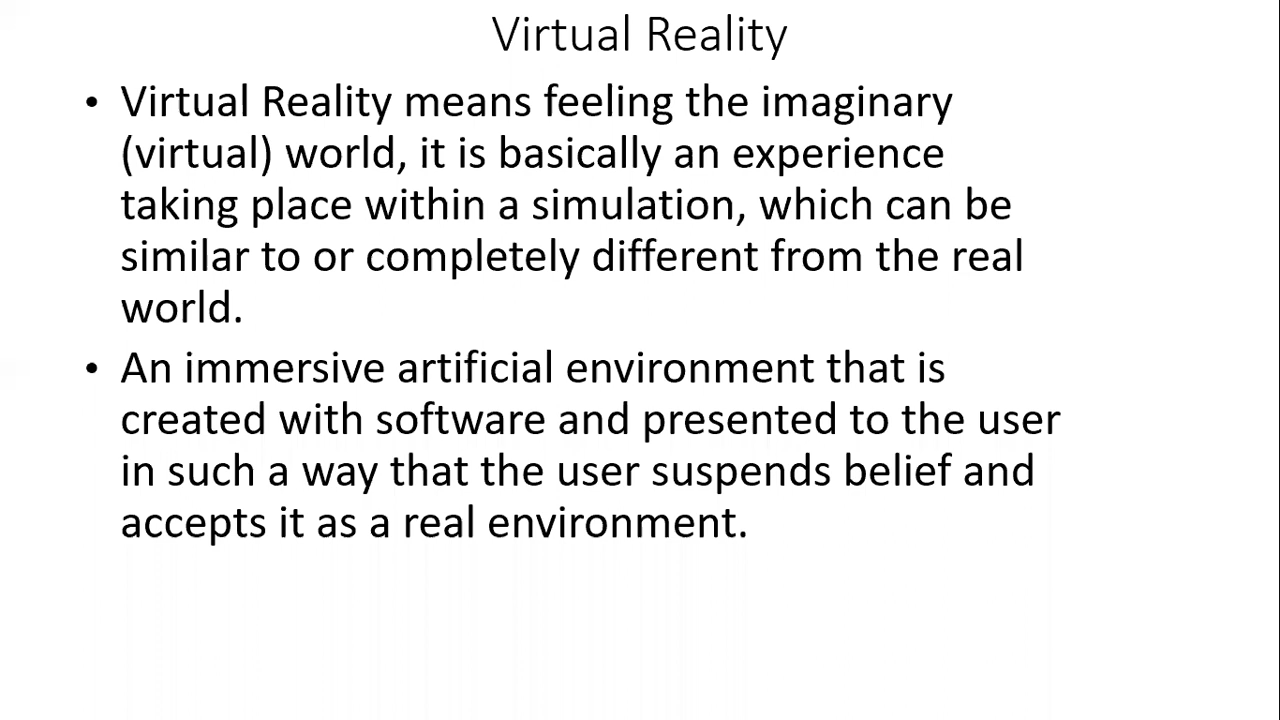 Virtual Reality
• Virtual Reality means feeling the imaginary
(virtual) world, it is basically an experience
taking place within a simulation, which can be
similar to or completely different from the real
world.
• An immersive artificial environment that is
created with software and presented to the user
in such a way that the user suspends belief and
accepts it as a real environment.